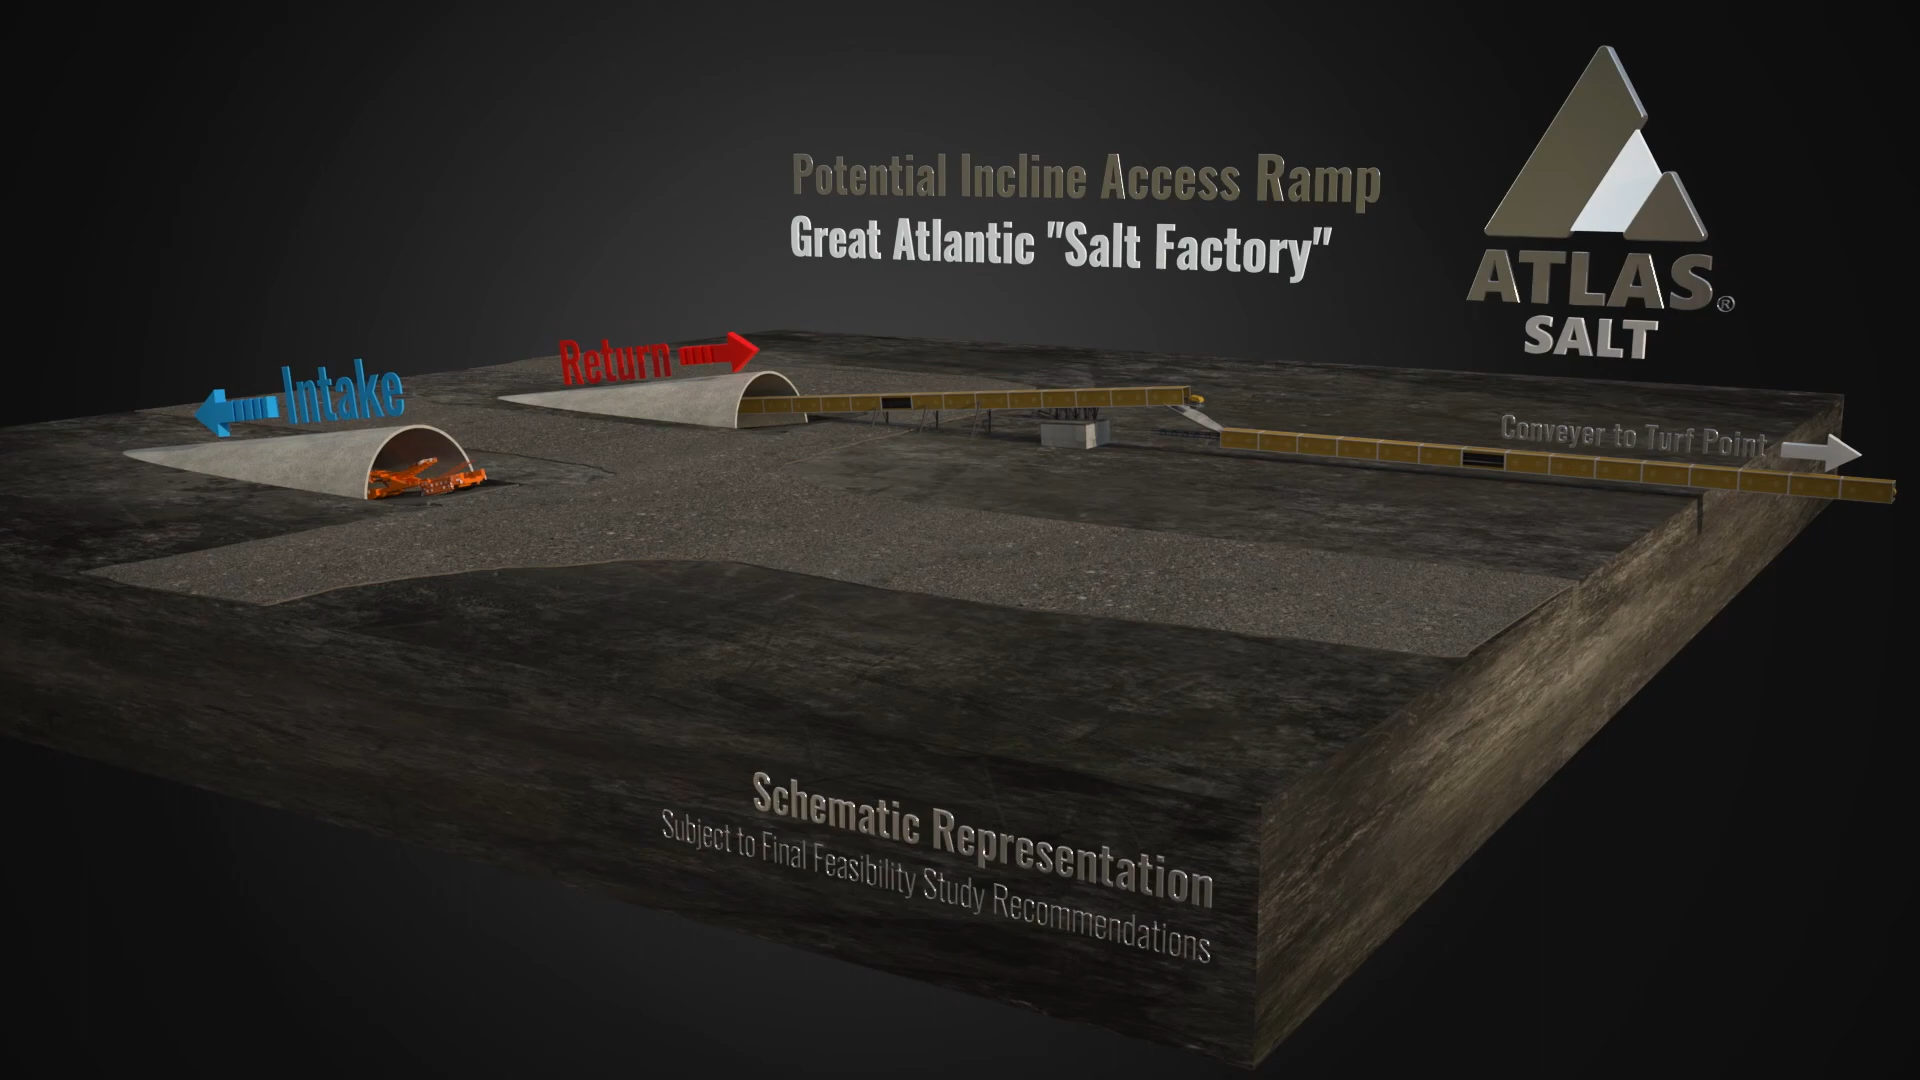 Potential Incline Access Ramp
Great Atlantic "Salt Factory"
ATLAS®
SALT
Return
Intake
Conveyer to Turf Point
Schematic Representation
Subject to Final Feasibility Study Recommendations